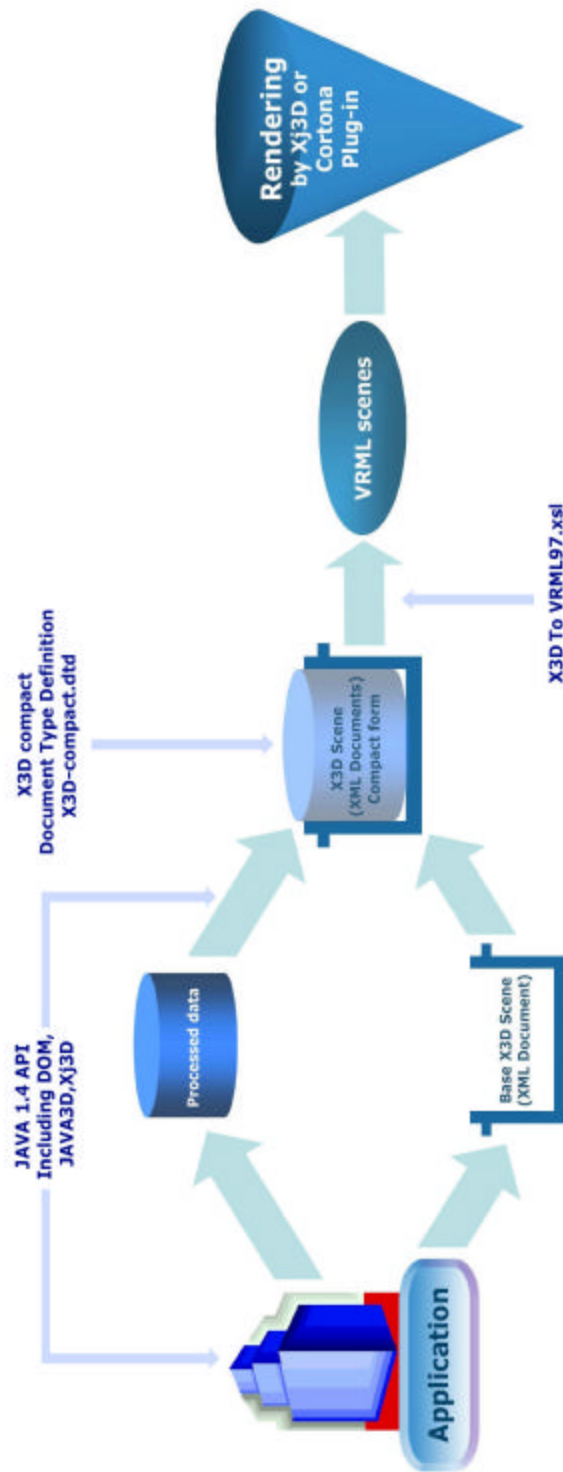 JAVA 1.4 API
Including DOM,
JAVA3D,Xj3D
X3D compact
Document Type Definition
X3D-compact.dtd
Application
Processed data
Base X3D Scene
(XML Document)
X3D Scene
(XML Documents)
Compact form
X3D To VRML97.xsl
VRML scenes
Rendering
by Xj3D or
Cortona
Plug-in